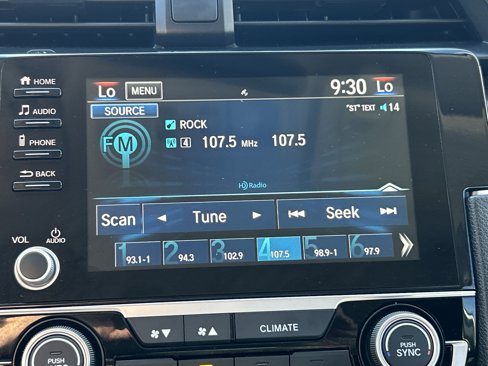 HOME
AUDIO
PHONE
BACK
VOL AUDIO
Lo MENU 9:30 Lo
SOURCE "ST" TEXT 14
FM ROCK
4 107.5 MHz 107.5
HD Radio
Scan Tune Seek
1 93.1-1 2 94.3 3 102.9 4 107.5 5 98.9-1 6 97.9
CLIMATE
PUSH PUSH
SYNC